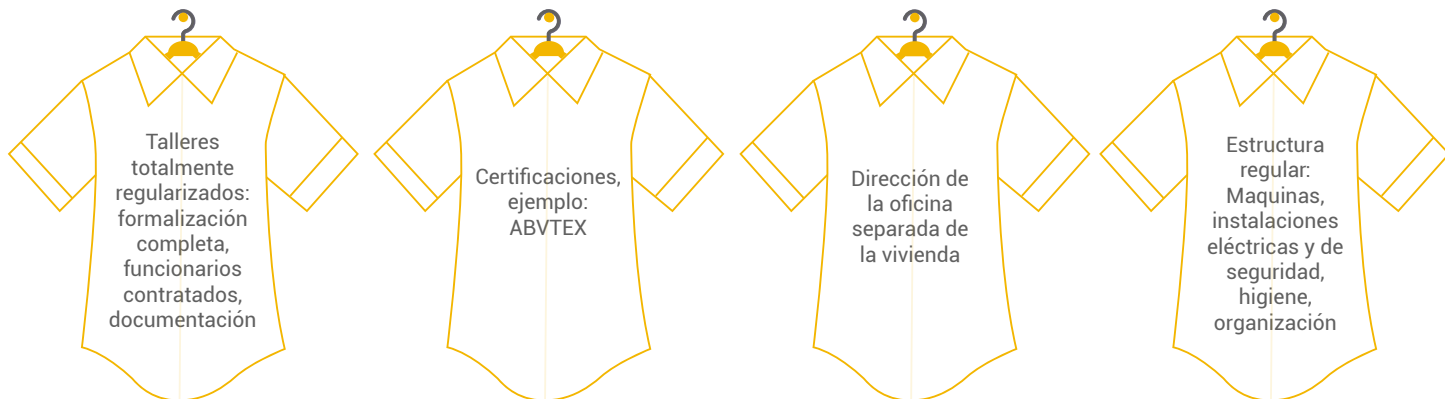 Talleres
totalmente
regularizados:
formalización
completa,
funcionarios
contratados,
documentación
Certificaciones,
ejemplo:
ABVTEX
Dirección de
la oficina
separada de
la vivienda
Estructura
regular:
Maquinas,
instalaciones
eléctricas y de
seguridad,
higiene,
organización